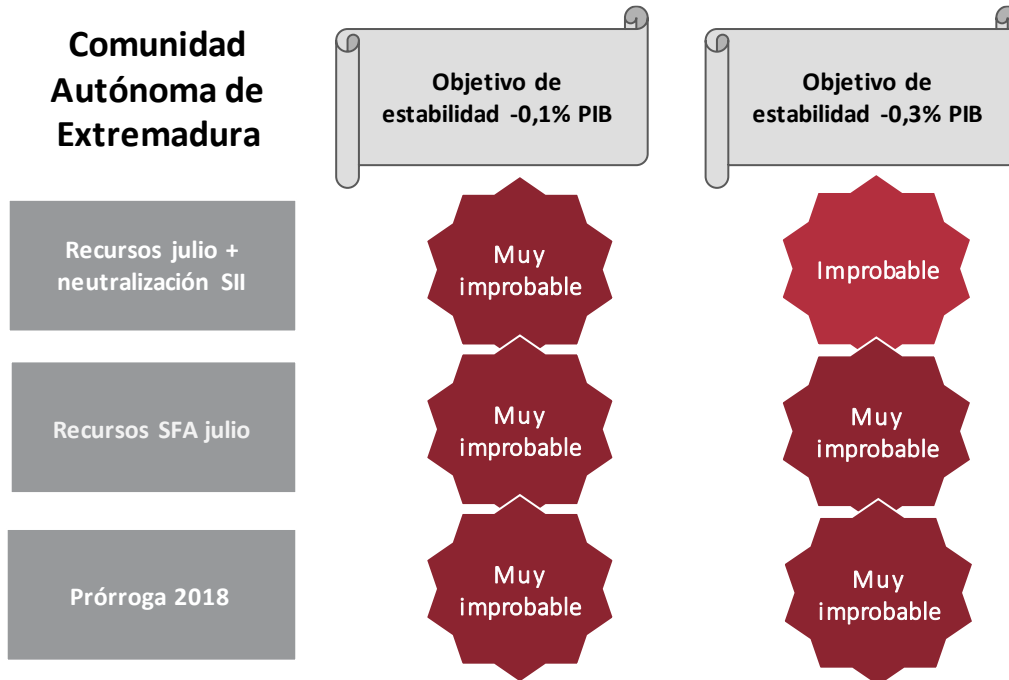 Comunidad
Autónoma de
Extremadura
Objetivo de
estabilidad -0,1% PIB
Objetivo de
estabilidad -0,3% PIB
Recursos julio +
neutralización SII
Muy
improbable
Improbable
Recursos SFA julio
Muy
improbable
Muy
improbable
Prórroga 2018
Muy
improbable
Muy
improbable